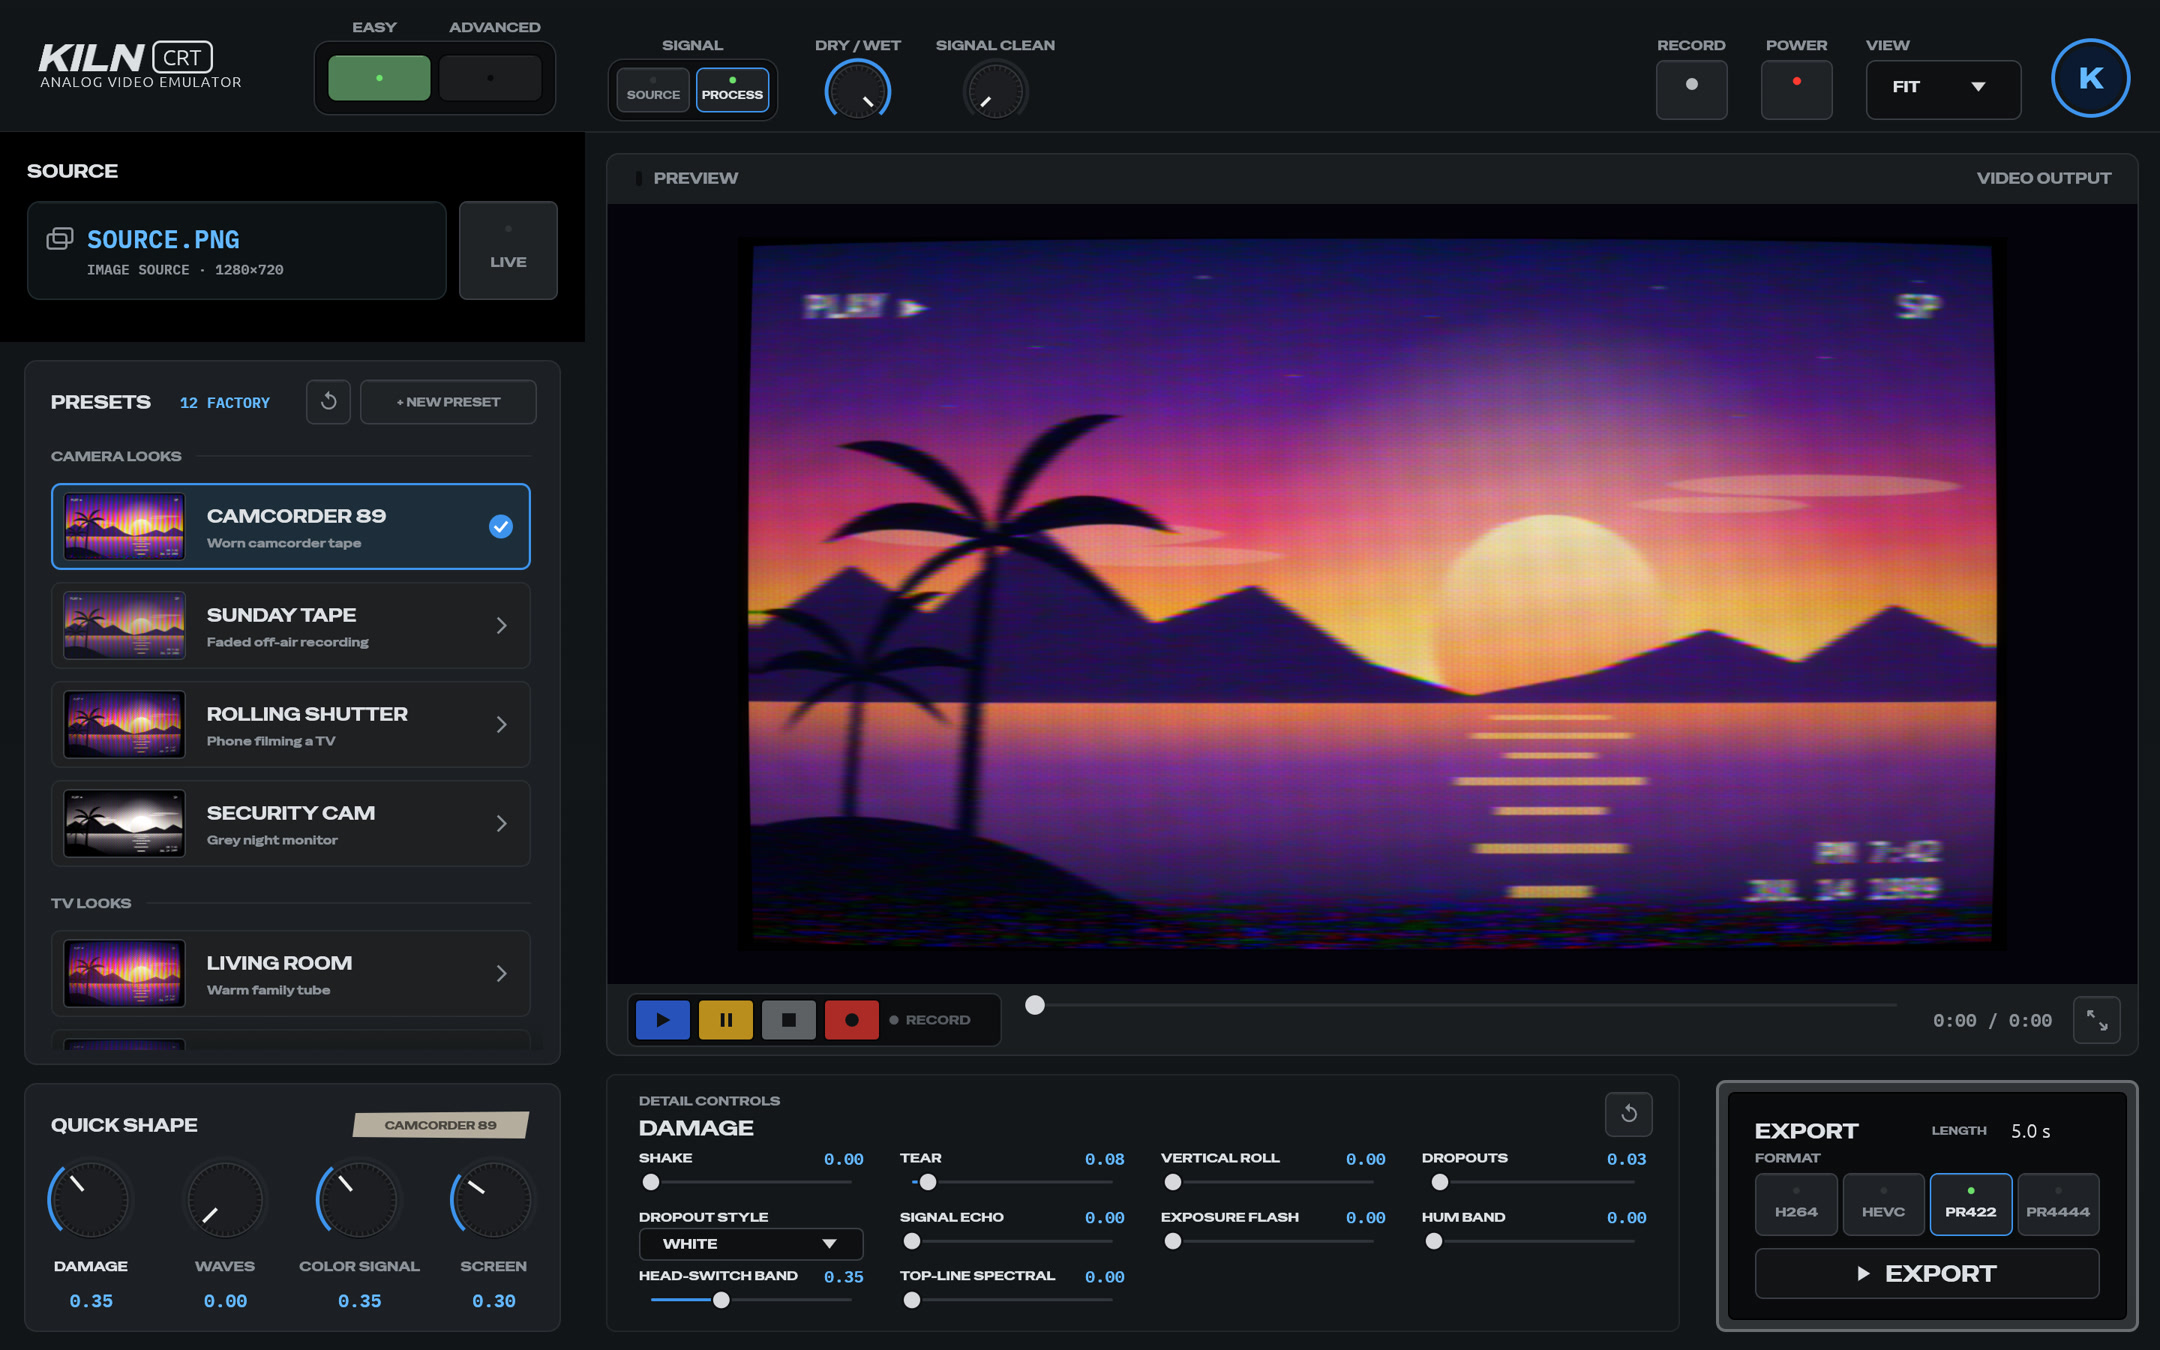 KILN CRT
ANALOG VIDEO EMULATOR
EASY ADVANCED
SIGNAL
SOURCE PROCESS
DRY / WET
SIGNAL CLEAN
RECORD
POWER
VIEW
FIT
K
SOURCE
SOURCE.PNG
IMAGE SOURCE · 1280×720
LIVE
PRESETS 12 FACTORY + NEW PRESET
CAMERA LOOKS
CAMCORDER 89
Worn camcorder tape
SUNDAY TAPE
Faded off-air recording
ROLLING SHUTTER
Phone filming a TV
SECURITY CAM
Grey night monitor
TV LOOKS
LIVING ROOM
Warm family tube
QUICK SHAPE CAMCORDER 89
DAMAGE WAVES COLOR SIGNAL SCREEN
0.35 0.00 0.35 0.30
PREVIEW VIDEO OUTPUT
PLAY SP
PM 7:42
JUL 14 1989
RECORD 0:00 / 0:00
DETAIL CONTROLS
DAMAGE
SHAKE 0.00 TEAR 0.08 VERTICAL ROLL 0.00 DROPOUTS 0.03
DROPOUT STYLE SIGNAL ECHO 0.00 EXPOSURE FLASH 0.00 HUM BAND 0.00
WHITE
HEAD-SWITCH BAND 0.35 TOP-LINE SPECTRAL 0.00
EXPORT LENGTH 5.0 s
FORMAT
H264 HEVC PR422 PR4444
EXPORT